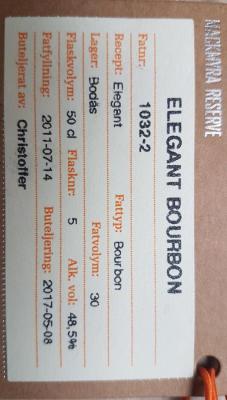 MACKMYRA RESERVE
ELEGANT BOURBON
Fatnr: 1032-2
Recept: Elegant Fattyp: Bourbon
Lager: Bodås Fatvolym: 30
Flaskvolym: 50 cl Flasknr: 5 Alk. vol: 48,5%
Fatfyllning: 2011-07-14 Buteljering: 2017-05-08
Buteljerat av: Christoffer